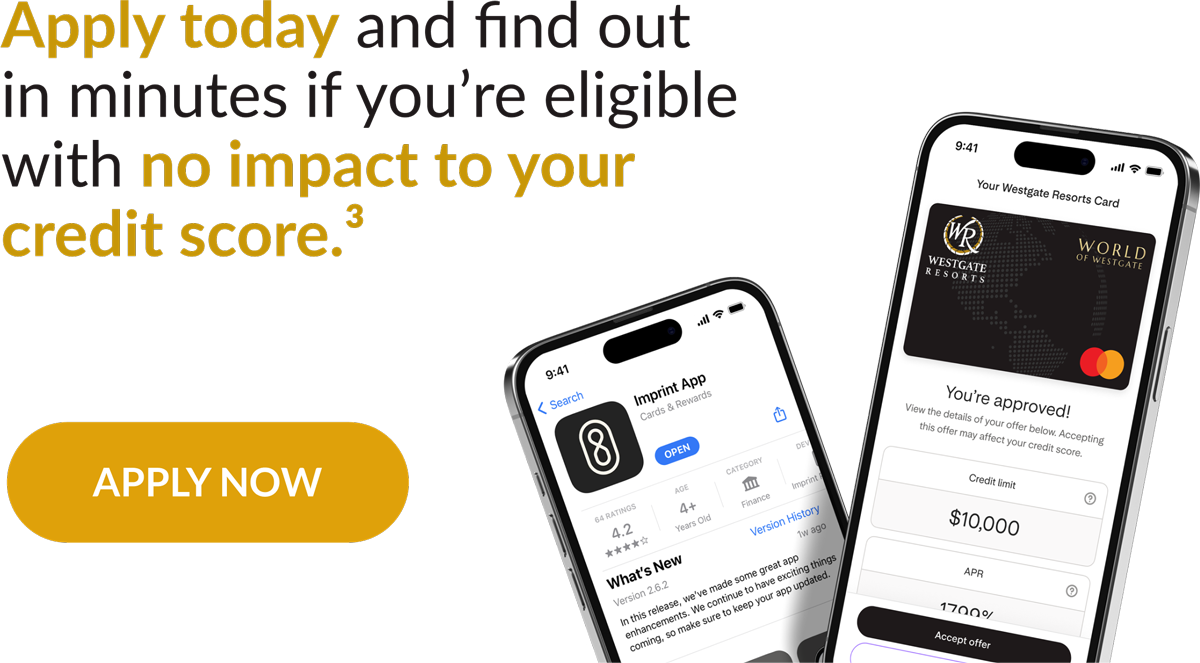 Apply today and find out
in minutes if you’re eligible
with no impact to your
credit score.³
APPLY NOW
9:41
Search
Imprint App
Cards & Rewards
OPEN
64 RATINGS
4.2
★★★★☆
AGE
4+
Years Old
CATEGORY
Finance
DEV
Imprint
What's New
Version History
Version 2.6.2
1w ago
In this release, we've made some great app
enhancements. We continue to have exciting things
coming, so make sure to keep your app updated.
9:41
Your Westgate Resorts Card
WR
WESTGATE
RESORTS
WORLD
OF WESTGATE
You're approved!
View the details of your offer below. Accepting
this offer may affect your credit score.
Credit limit
?
$10,000
APR
?
17.99%
Accept offer